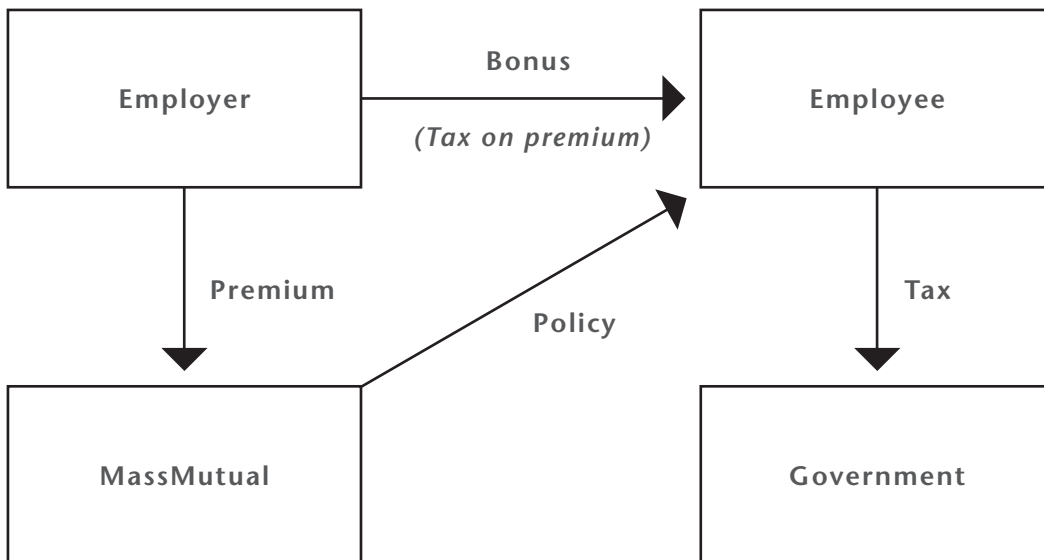 Bonus
Employer
Employee
(Tax on premium)
Premium
Tax
Policy
MassMutual
Government